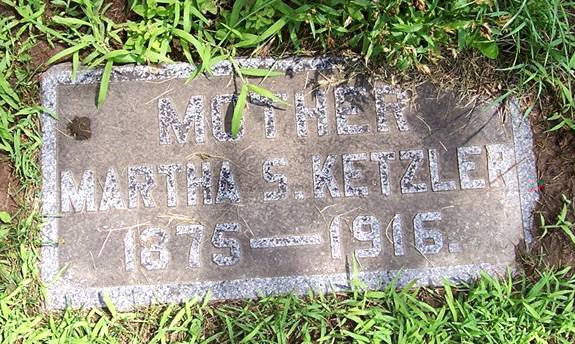 MOTHER
MARTHA S. KETZLER
1875 — 1916.